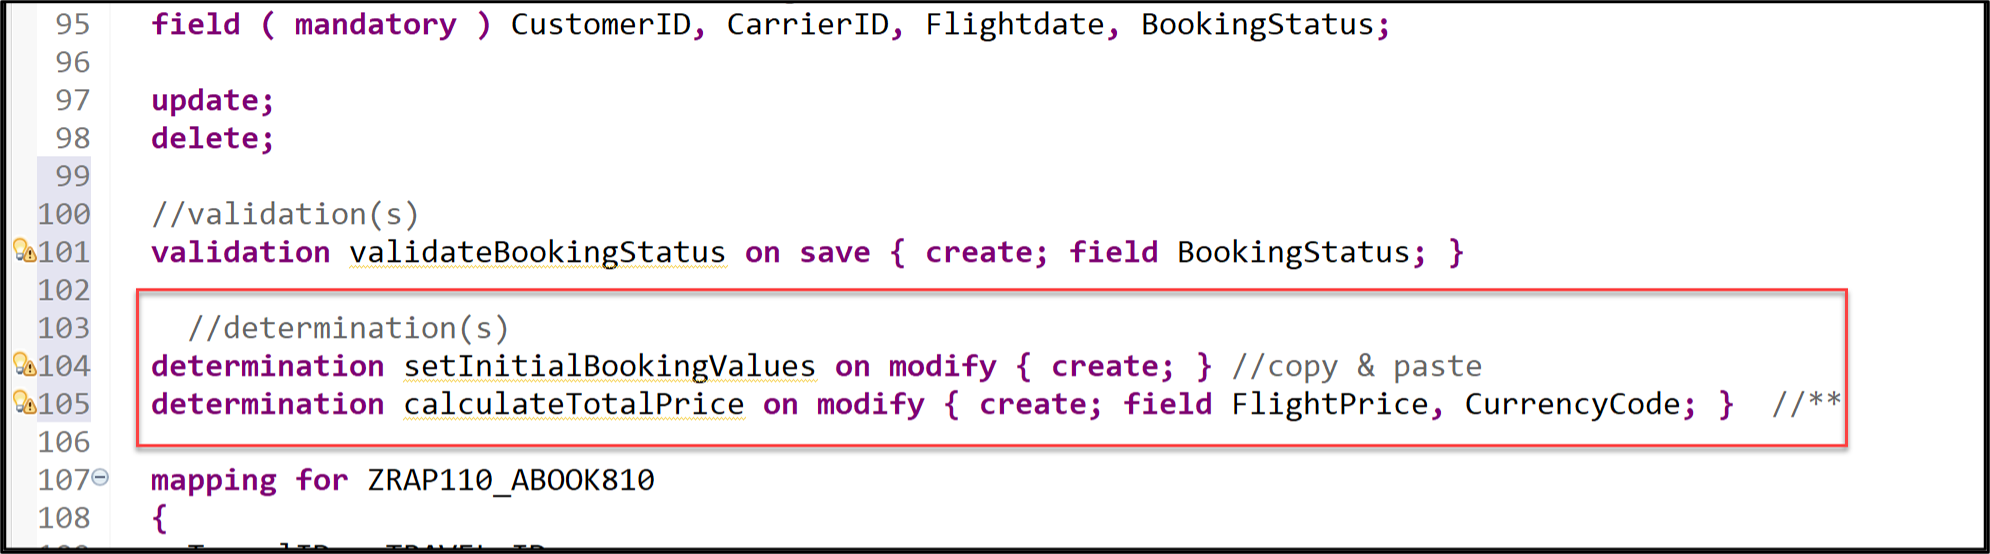 95 field ( mandatory ) CustomerID, CarrierID, Flightdate, BookingStatus;
96
97 update;
98 delete;
99
100 //validation(s)
101 validation validateBookingStatus on save { create; field BookingStatus; }
102
103 //determination(s)
104 determination setInitialBookingValues on modify { create; } //copy & paste
105 determination calculateTotalPrice on modify { create; field FlightPrice, CurrencyCode; } //**
106
107 mapping for ZRAP110_ABOOK810
108 {